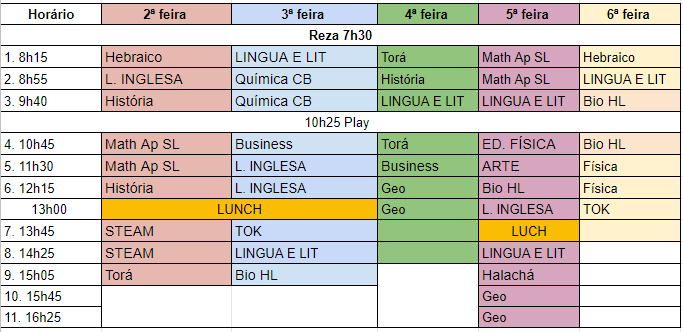 Horário 2ª feira 3ª feira 4ª feira 5ª feira 6ª feira
Reza 7h30
1. 8h15 Hebraico LINGUA E LIT Torá Math Ap SL Hebraico
2. 8h55 L. INGLESA Química CB História Math Ap SL LINGUA E LIT
3. 9h40 História Química CB LINGUA E LIT LINGUA E LIT Bio HL
10h25 Play
4. 10h45 Math Ap SL Business Torá ED. FÍSICA Bio HL
5. 11h30 Math Ap SL L. INGLESA Business ARTE Física
6. 12h15 História L. INGLESA Geo Bio HL Física
13h00 LUNCH Geo L. INGLESA TOK
7. 13h45 STEAM TOK LUCH
8. 14h25 STEAM LINGUA E LIT LINGUA E LIT
9. 15h05 Torá Bio HL Halachá
10. 15h45 Geo
11. 16h25 Geo